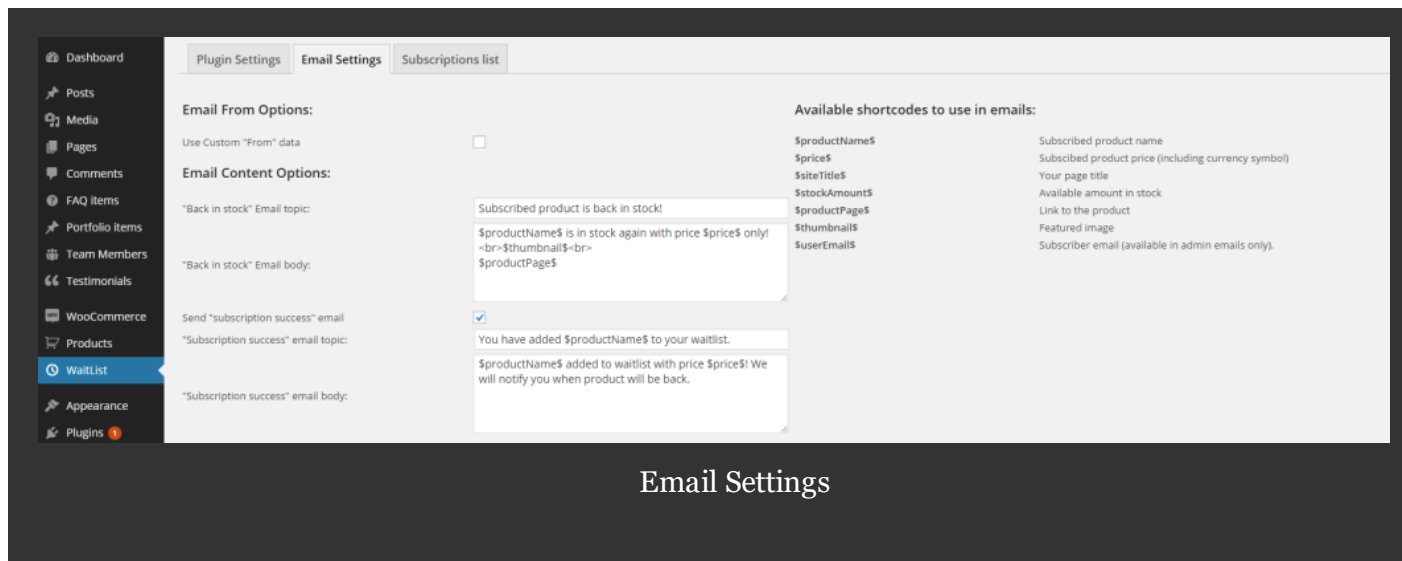 Dashboard
Posts
Media
Pages
Comments
FAQ items
Portfolio items
Team Members
Testimonials
WooCommerce
Products
WaitList
Appearance
Plugins 1
Plugin Settings Email Settings Subscriptions list
Email From Options:
Use Custom "From" data
Email Content Options:
"Back in stock" Email topic:
Subscribed product is back in stock!
"Back in stock" Email body:
$productName$ is in stock again with price $price$ only!
<br>$thumbnail$<br>
$productPage$
Send "subscription success" email
"Subscription success" email topic:
You have added $productName$ to your waitlist.
"Subscription success" email body:
$productName$ added to waitlist with price $price$! We
will notify you when product will be back.
Available shortcodes to use in emails:
$productName$ Subscribed product name
$price$ Subscibed product price (including currency symbol)
$siteTitle$ Your page title
$stockAmount$ Available amount in stock
$productPage$ Link to the product
$thumbnail$ Featured image
$userEmail$ Subscriber email (available in admin emails only).
Email Settings